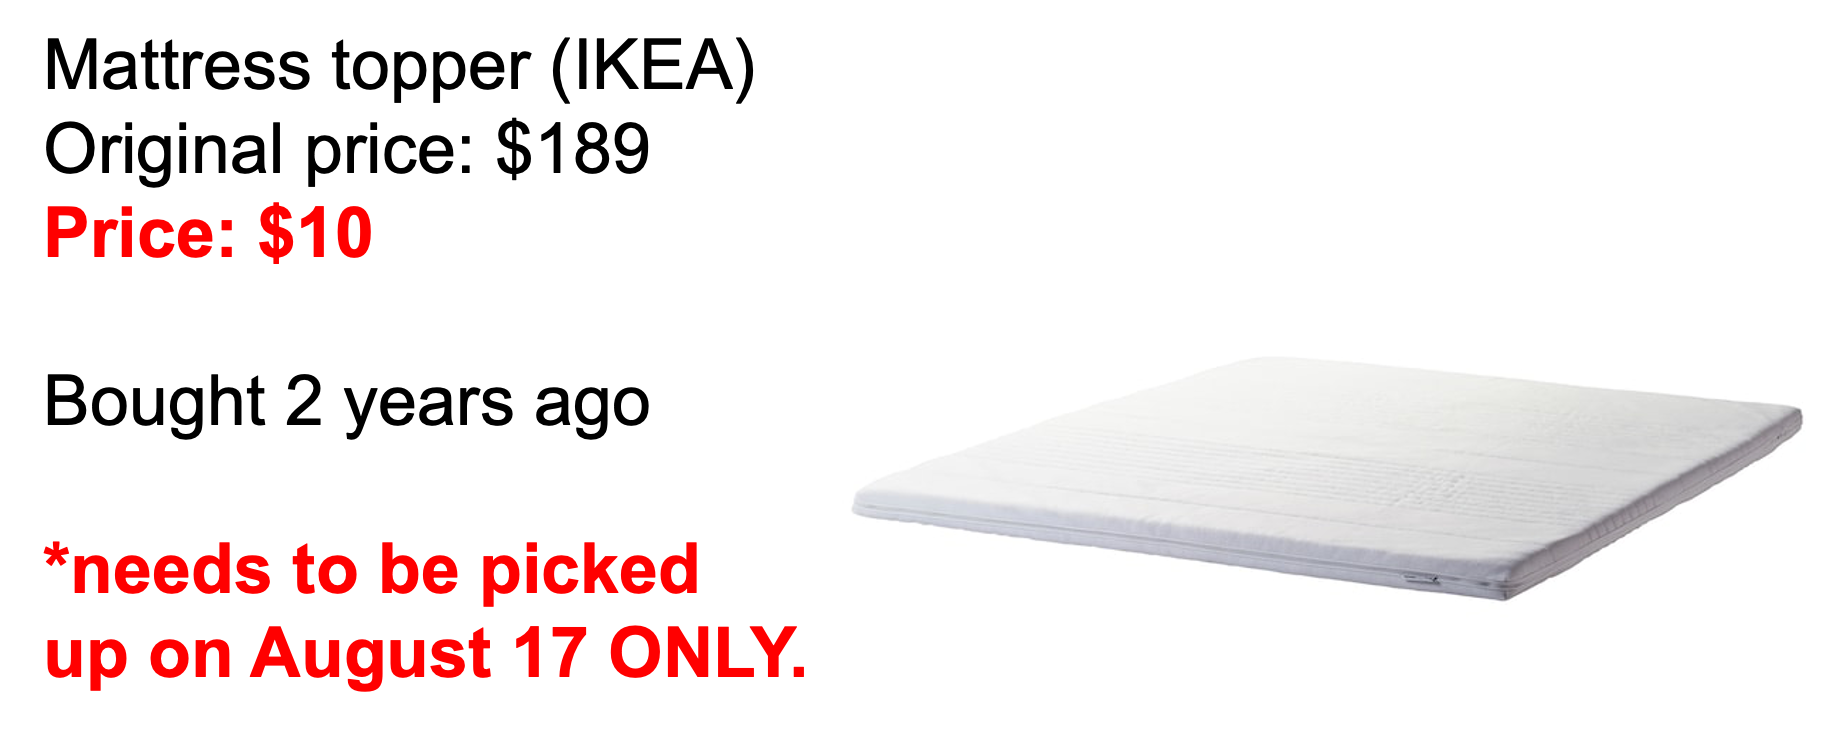 Mattress topper (IKEA)
Original price: $189
Price: $10
Bought 2 years ago
*needs to be picked
up on August 17 ONLY.